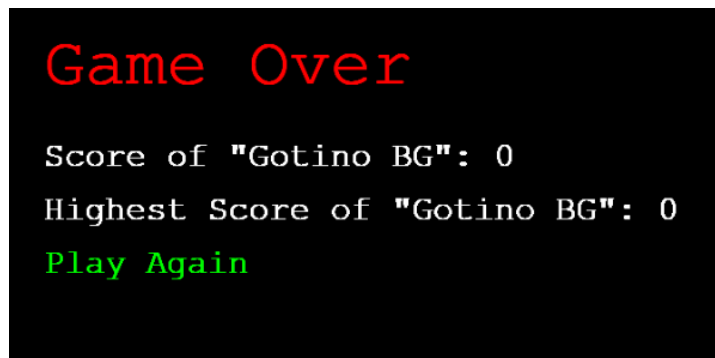 Game Over
Score of "Gotino BG": 0
Highest Score of "Gotino BG": 0
Play Again